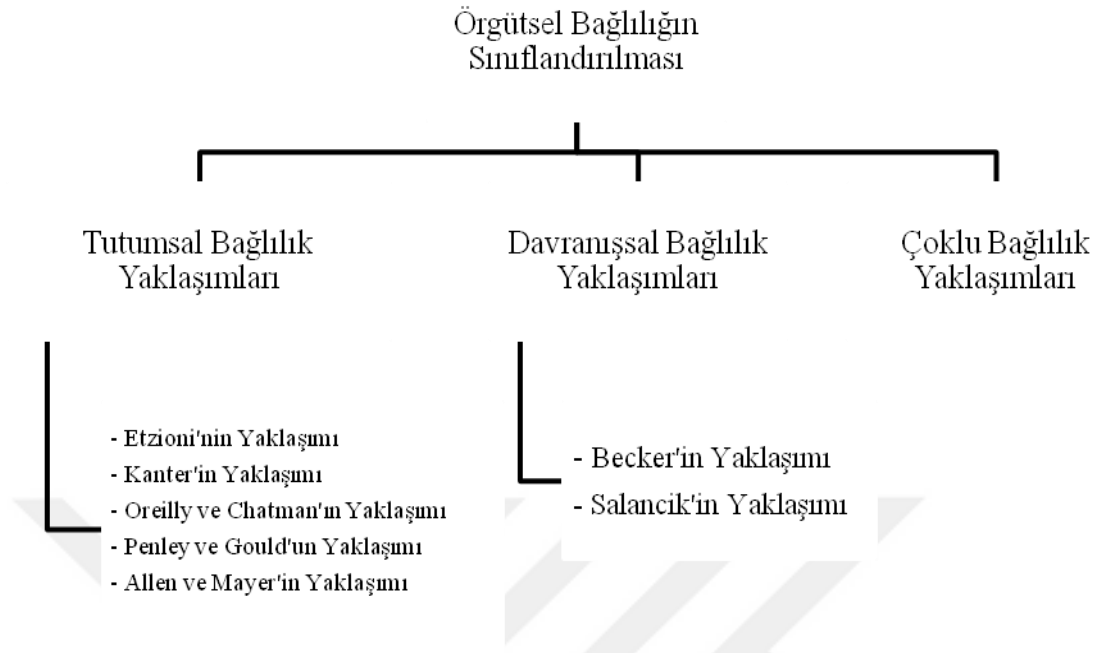 Örgütsel Bağlılığın
Sınıflandırılması
Tutumsal Bağlılık
Yaklaşımları
Davranışsal Bağlılık
Yaklaşımları
Çoklu Bağlılık
Yaklaşımları
- Etzioni'nin Yaklaşımı
- Kanter'in Yaklaşımı
- Oreilly ve Chatman'ın Yaklaşımı
- Penley ve Gould'un Yaklaşımı
- Allen ve Mayer'in Yaklaşımı
- Becker'in Yaklaşımı
- Salancik'in Yaklaşımı